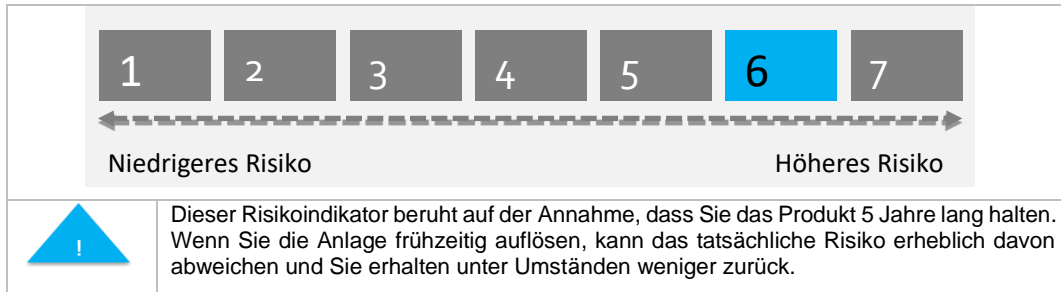 1 2 3 4 5 6 7
Niedrigeres Risiko Höheres Risiko
Dieser Risikoindikator beruht auf der Annahme, dass Sie das Produkt 5 Jahre lang halten.
! Wenn Sie die Anlage frühzeitig auflösen, kann das tatsächliche Risiko erheblich davon
abweichen und Sie erhalten unter Umständen weniger zurück.